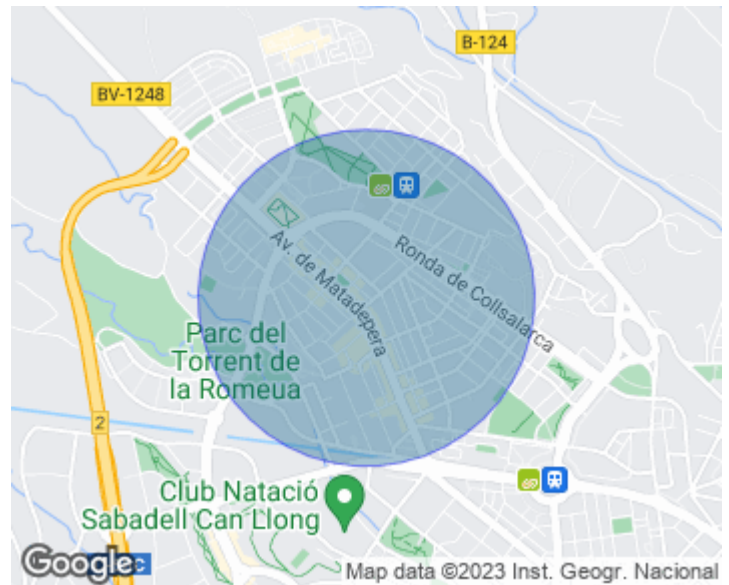 B-124
BV-1248
Ronda de Collsalarca
Av. de Matadepera
Parc del
Torrent de
la Romeua
2
Club Natació
Sabadell Can Llong
Google
Map data ©2023 Inst. Geogr. Nacional